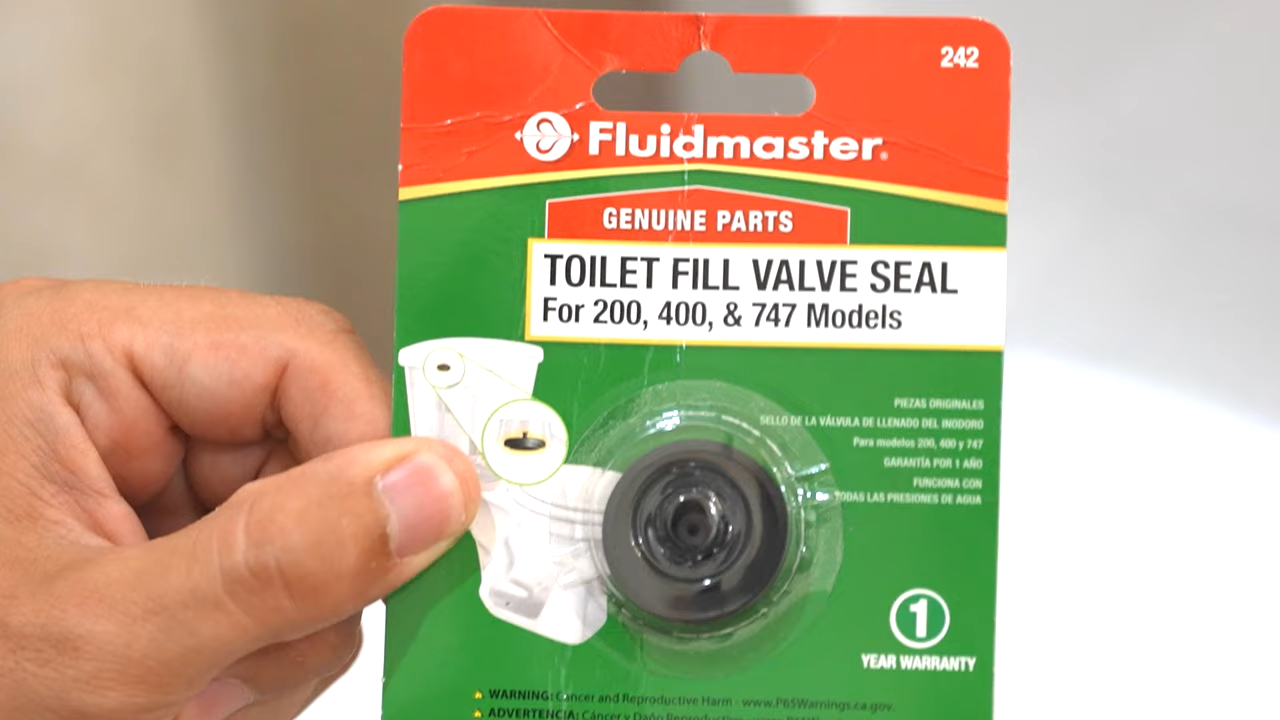 242
Fluidmaster®
GENUINE PARTS
TOILET FILL VALVE SEAL
For 200, 400, & 747 Models
PIEZAS ORIGINALES
SELLO DE LA VÁLVULA DE LLENADO DEL INODORO
Para modelos 200, 400 y 747
GARANTÍA POR 1 AÑO
FUNCIONA CON
TODAS LAS PRESIONES DE AGUA
1
YEAR WARRANTY
WARNING: Cancer and Reproductive Harm - www.P65Warnings.ca.gov.
ADVERTENCIA: Cáncer y Daño